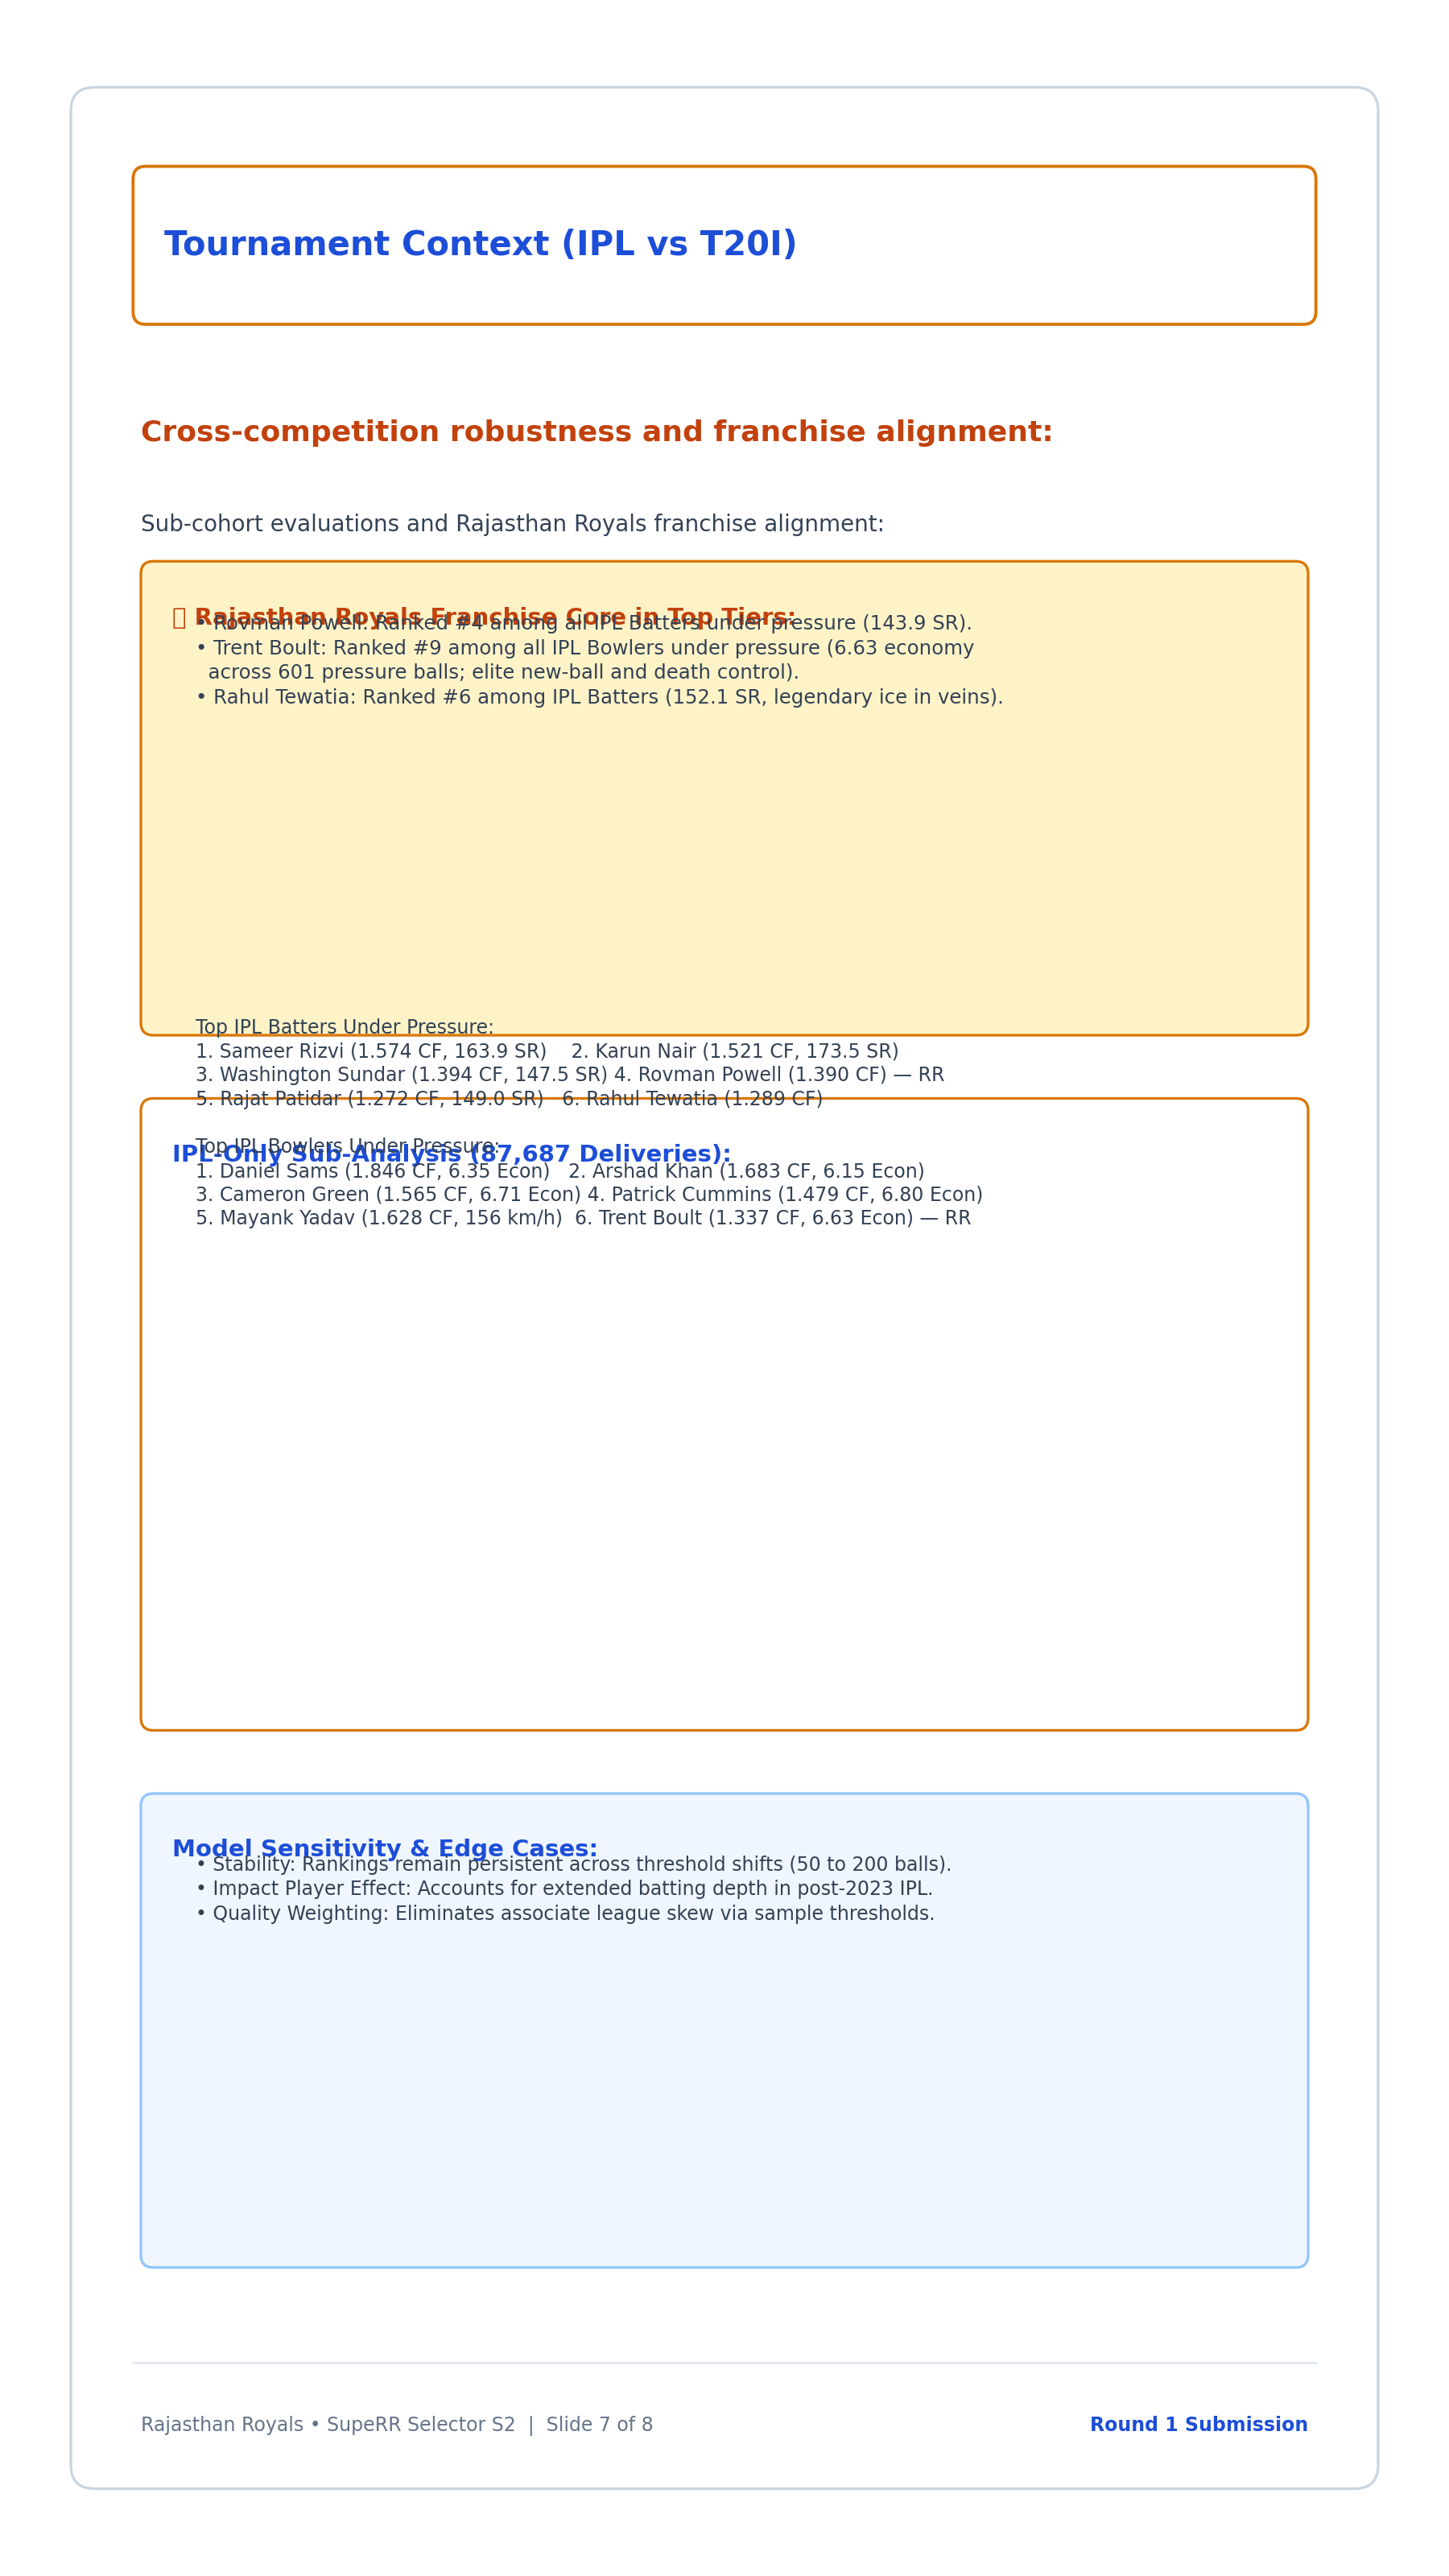 Tournament Context (IPL vs T20I)
Cross-competition robustness and franchise alignment:
Sub-cohort evaluations and Rajasthan Royals franchise alignment:
Rajasthan Royals Franchise Core in Top Tiers:
• Rovman Powell: Ranked #4 among all IPL Batters under pressure (143.9 SR).
• Trent Boult: Ranked #9 among all IPL Bowlers under pressure (6.63 economy
across 601 pressure balls; elite new-ball and death control).
• Rahul Tewatia: Ranked #6 among IPL Batters (152.1 SR, legendary ice in veins).
Top IPL Batters Under Pressure:
1. Sameer Rizvi (1.574 CF, 163.9 SR)    2. Karun Nair (1.521 CF, 173.5 SR)
3. Washington Sundar (1.394 CF, 147.5 SR) 4. Rovman Powell (1.390 CF) — RR
5. Rajat Patidar (1.272 CF, 149.0 SR)   6. Rahul Tewatia (1.289 CF)
Top IPL Bowlers Under Pressure:
IPL-Only Sub-Analysis (87,687 Deliveries):
1. Daniel Sams (1.846 CF, 6.35 Econ)   2. Arshad Khan (1.683 CF, 6.15 Econ)
3. Cameron Green (1.565 CF, 6.71 Econ) 4. Patrick Cummins (1.479 CF, 6.80 Econ)
5. Mayank Yadav (1.628 CF, 156 km/h)  6. Trent Boult (1.337 CF, 6.63 Econ) — RR
Model Sensitivity & Edge Cases:
• Stability: Rankings remain persistent across threshold shifts (50 to 200 balls).
• Impact Player Effect: Accounts for extended batting depth in post-2023 IPL.
• Quality Weighting: Eliminates associate league skew via sample thresholds.
Rajasthan Royals • SupeRR Selector S2  |  Slide 7 of 8
Round 1 Submission